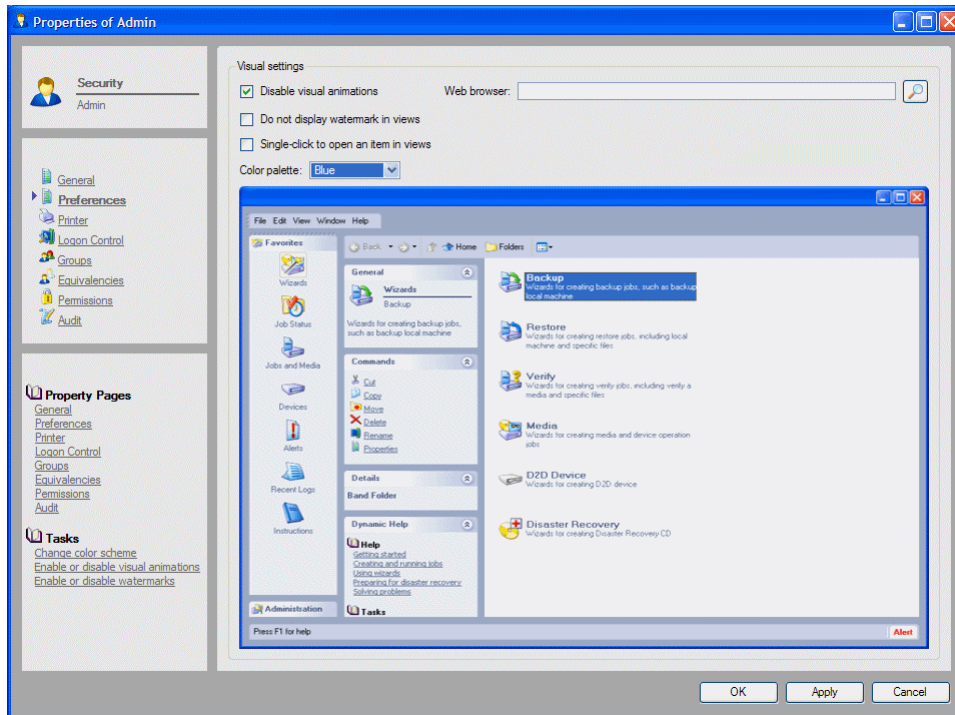 Properties of Admin
Security
Admin
General
Preferences
Printer
Logon Control
Groups
Equivalencies
Permissions
Audit
Property Pages
General
Preferences
Printer
Logon Control
Groups
Equivalencies
Permissions
Audit
Tasks
Change color scheme
Enable or disable visual animations
Enable or disable watermarks
Visual settings
Disable visual animations
Web browser:
Do not display watermark in views
Single-click to open an item in views
Color palette: Blue
File Edit View Window Help
Favorites
Wizards
Job Status
Jobs and Media
Devices
Alerts
Recent Logs
Instructions
Administration
Back Home Folders
General
Wizards
Backup
Wizards for creating backup jobs,
such as backup local machine
Commands
Cut
Copy
Move
Delete
Rename
Properties
Details
Band Folder
Dynamic Help
Help
Getting started
Creating and running jobs
Using wizards
Preparing for disaster recovery
Solving problems
Tasks
Backup
Wizards for creating backup jobs, such as backup
local machine
Restore
Wizards for creating restore jobs, including local
machine and specific files
Verify
Wizards for creating verify jobs, including verify a
media and specific files
Media
Wizards for creating media and device operation
jobs
D2D Device
Wizards for creating D2D device
Disaster Recovery
Wizards for creating Disaster Recovery CD
Press F1 for help
Alert
OK
Apply
Cancel